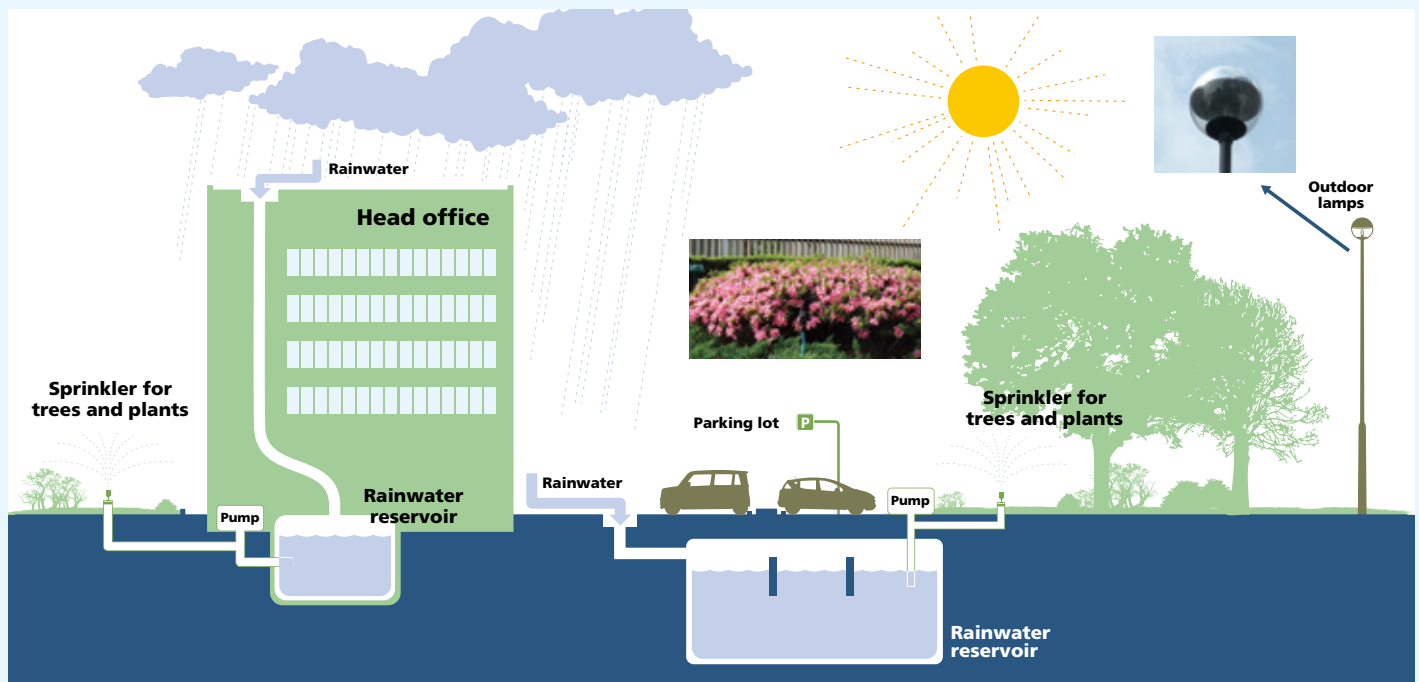 Rainwater
Head office
Outdoor
lamps
Sprinkler for
trees and plants
Rainwater
reservoir
Pump
Rainwater
Parking lot
P
Sprinkler for
trees and plants
Pump
Rainwater
reservoir